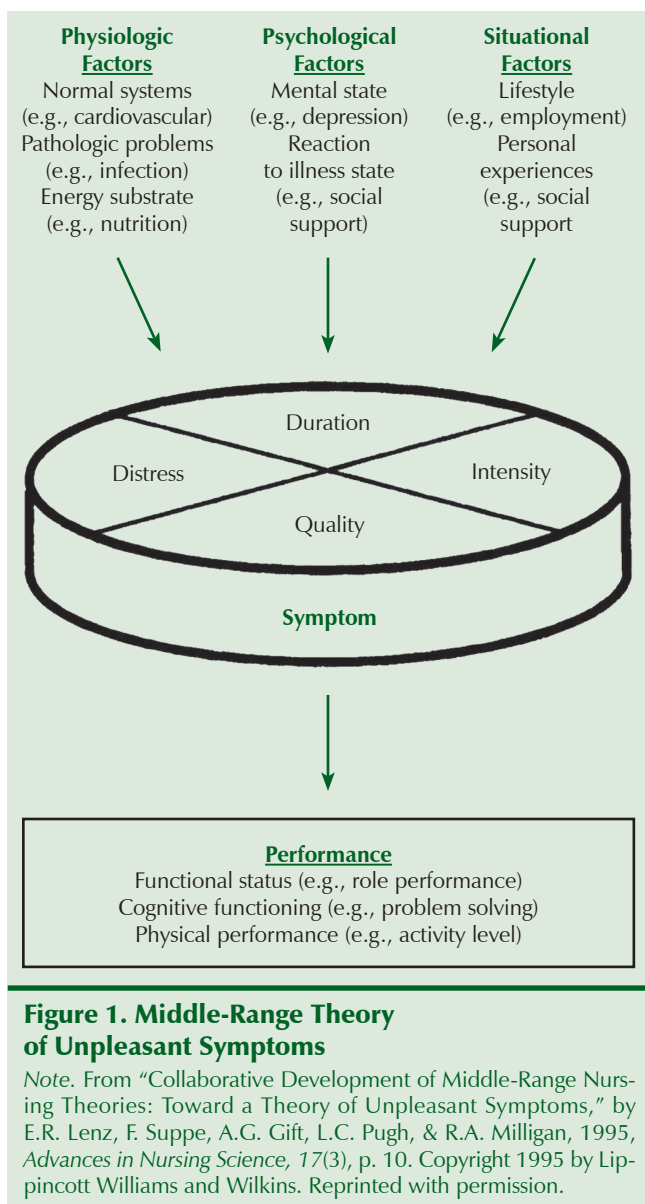 Physiologic
Factors
Normal systems
(e.g., cardiovascular)
Pathologic problems
(e.g., infection)
Energy substrate
(e.g., nutrition)
Psychological
Factors
Mental state
(e.g., depression)
Reaction
to illness state
(e.g., social
support)
Situational
Factors
Lifestyle
(e.g., employment)
Personal
experiences
(e.g., social
support
Duration
Distress
Intensity
Quality
Symptom
Performance
Functional status (e.g., role performance)
Cognitive functioning (e.g., problem solving)
Physical performance (e.g., activity level)
Figure 1. Middle-Range Theory
of Unpleasant Symptoms
Note. From “Collaborative Development of Middle-Range Nurs-
ing Theories: Toward a Theory of Unpleasant Symptoms,” by
E.R. Lenz, F. Suppe, A.G. Gift, L.C. Pugh, & R.A. Milligan, 1995,
Advances in Nursing Science, 17(3), p. 10. Copyright 1995 by Lip-
pincott Williams and Wilkins. Reprinted with permission.